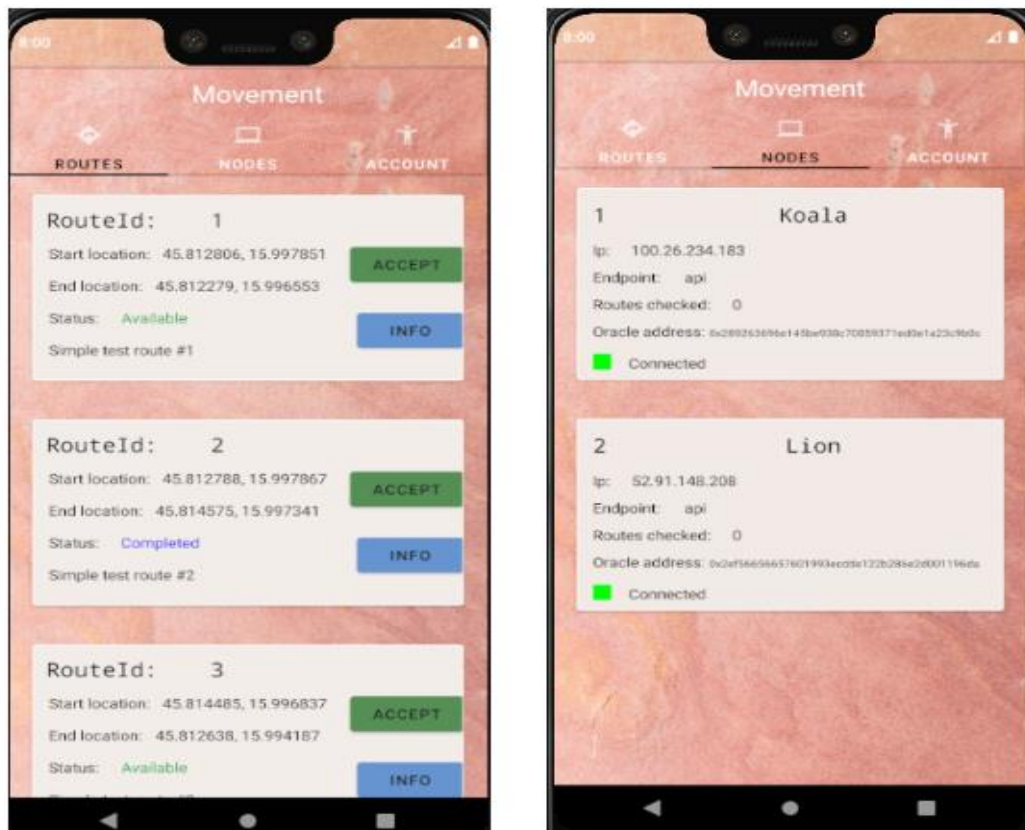 8:00
Movement
ROUTES NODES ACCOUNT
RouteId: 1
Start location: 45.812806, 15.997851
ACCEPT
End location: 45.812279, 15.996553
Status: Available
INFO
Simple test route #1
RouteId: 2
Start location: 45.812788, 15.997867
ACCEPT
End location: 45.814575, 15.997341
Status: Completed
INFO
Simple test route #2
RouteId: 3
Start location: 45.814485, 15.996837
ACCEPT
End location: 45.812638, 15.994187
Status: Available
INFO
8:00
Movement
ROUTES NODES ACCOUNT
1 Koala
Ip: 100.26.234.183
Endpoint: api
Routes checked: 0
Oracle address:
Connected
2 Lion
Ip: 52.91.148.208
Endpoint: api
Routes checked: 0
Oracle address:
Connected